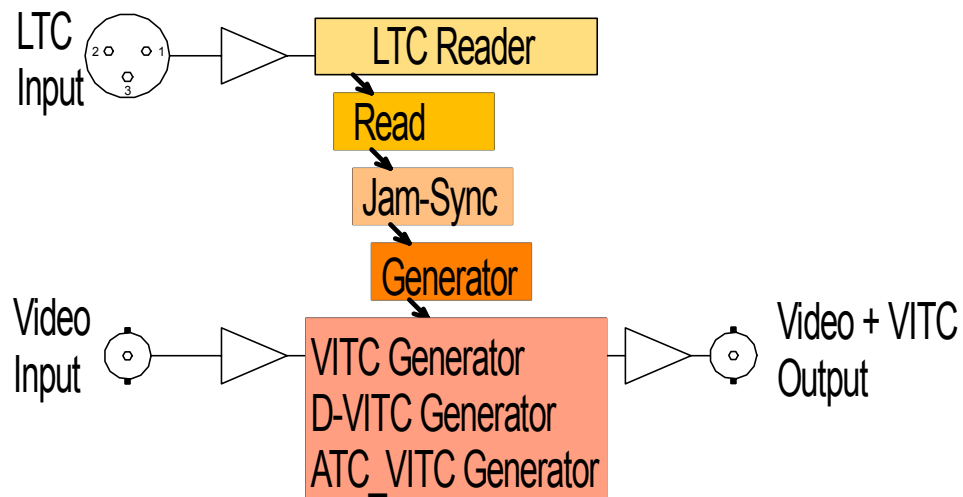 LTC
Input
2
1
3
LTC Reader
Read
Jam-Sync
Generator
Video
Input
VITC Generator
D-VITC Generator
ATC_VITC Generator
Video + VITC
Output